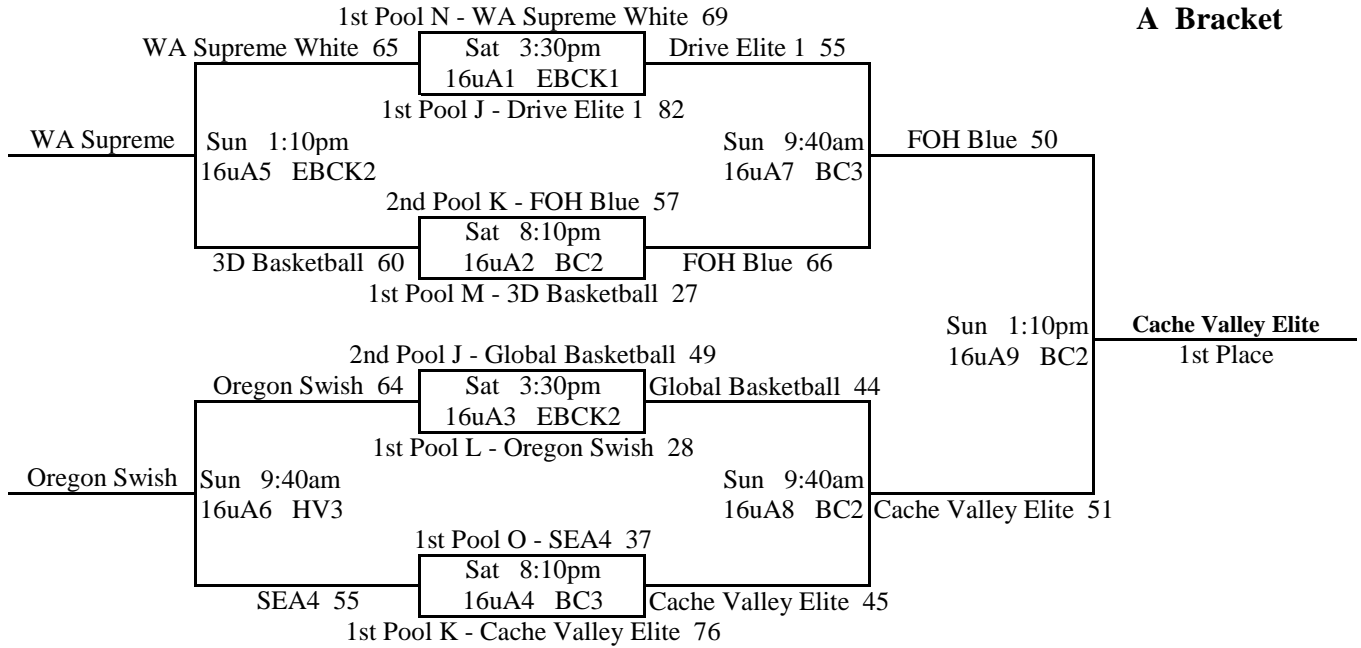 1st Pool N - WA Supreme White 69
A Bracket
WA Supreme White 65
Sat 3:30pm
Drive Elite 1 55
16uA1 EBCK1
1st Pool J - Drive Elite 1 82
WA Supreme
Sun 1:10pm
Sun 9:40am
FOH Blue 50
16uA5 EBCK2
16uA7 BC3
2nd Pool K - FOH Blue 57
Sat 8:10pm
3D Basketball 60
16uA2 BC2
FOH Blue 66
1st Pool M - 3D Basketball 27
Sun 1:10pm
Cache Valley Elite
16uA9 BC2
1st Place
2nd Pool J - Global Basketball 49
Oregon Swish 64
Sat 3:30pm
Global Basketball 44
16uA3 EBCK2
1st Pool L - Oregon Swish 28
Oregon Swish
Sun 9:40am
Sun 9:40am
16uA6 HV3
16uA8 BC2
Cache Valley Elite 51
1st Pool O - SEA4 37
Sat 8:10pm
SEA4 55
16uA4 BC3
Cache Valley Elite 45
1st Pool K - Cache Valley Elite 76